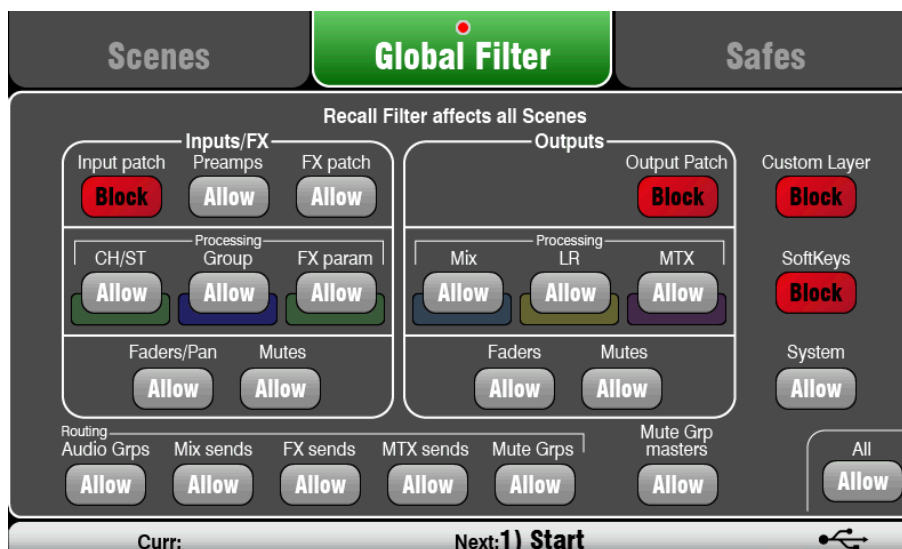 Scenes Global Filter Safes
Recall Filter affects all Scenes
Inputs/FX Outputs
Input patch Preamps FX patch Output Patch Custom Layer
Block Allow Allow Block Block
Processing Processing
CH/ST Group FX param Mix LR MTX SoftKeys
Allow Allow Allow Allow Allow Allow Block
Faders/Pan Mutes Faders Mutes System
Allow Allow Allow Allow Allow
Routing
Audio Grps Mix sends FX sends MTX sends Mute Grps Mute Grp masters All
Allow Allow Allow Allow Allow Allow Allow
Curr: Next:1) Start